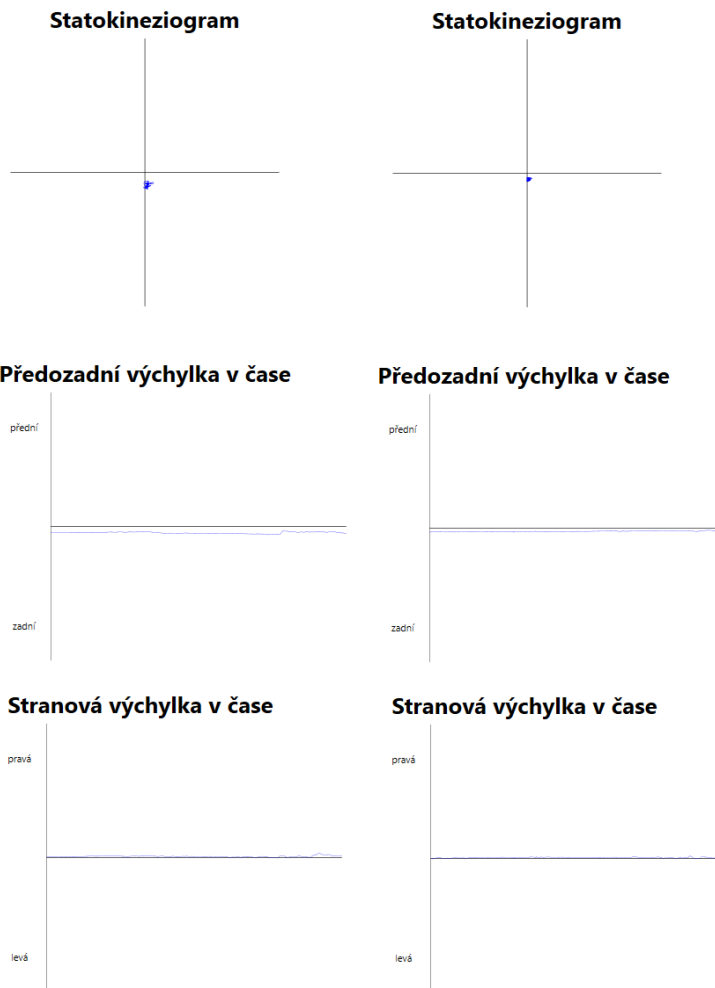 Statokineziogram
Statokineziogram
Předozadní výchylka v čase
Předozadní výchylka v čase
přední
přední
zadní
zadní
Stranová výchylka v čase
Stranová výchylka v čase
pravá
pravá
levá
levá